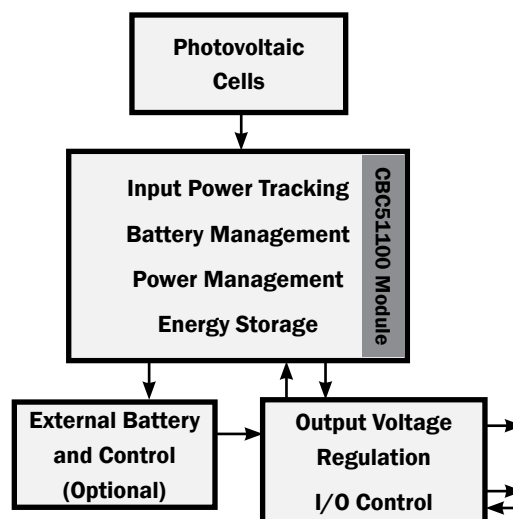 Photovoltaic
Cells
Input Power Tracking
Battery Management
Power Management
Energy Storage
CBC51100 Module
External Battery
and Control
(Optional)
Output Voltage
Regulation
I/O Control